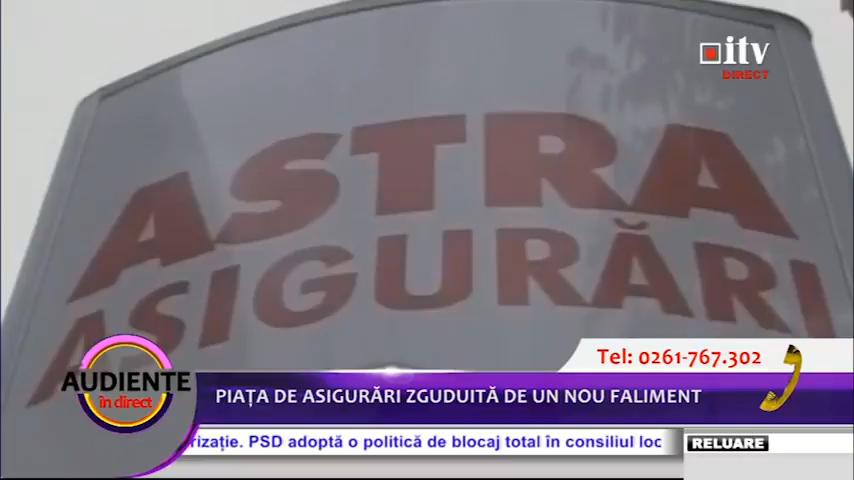 itv
DIRECT
ASTRA
ASIGURĂRI
Tel: 0261-767.302
AUDIENTE
în direct
PIAȚA DE ASIGURĂRI ZGUDUITĂ DE UN NOU FALIMENT
rizație. PSD adoptă o politică de blocaj total în consiliul loc
RELUARE